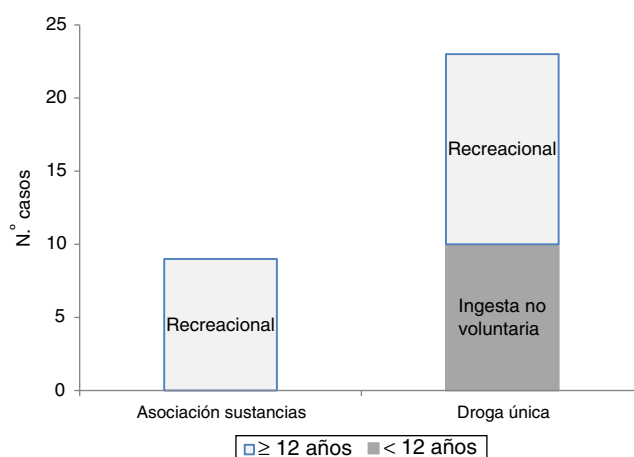 25
20
15
10
5
0
N.º casos
Recreacional
Recreacional
Ingesta no
voluntaria
Asociación sustancias
Droga única
≥ 12 años
< 12 años